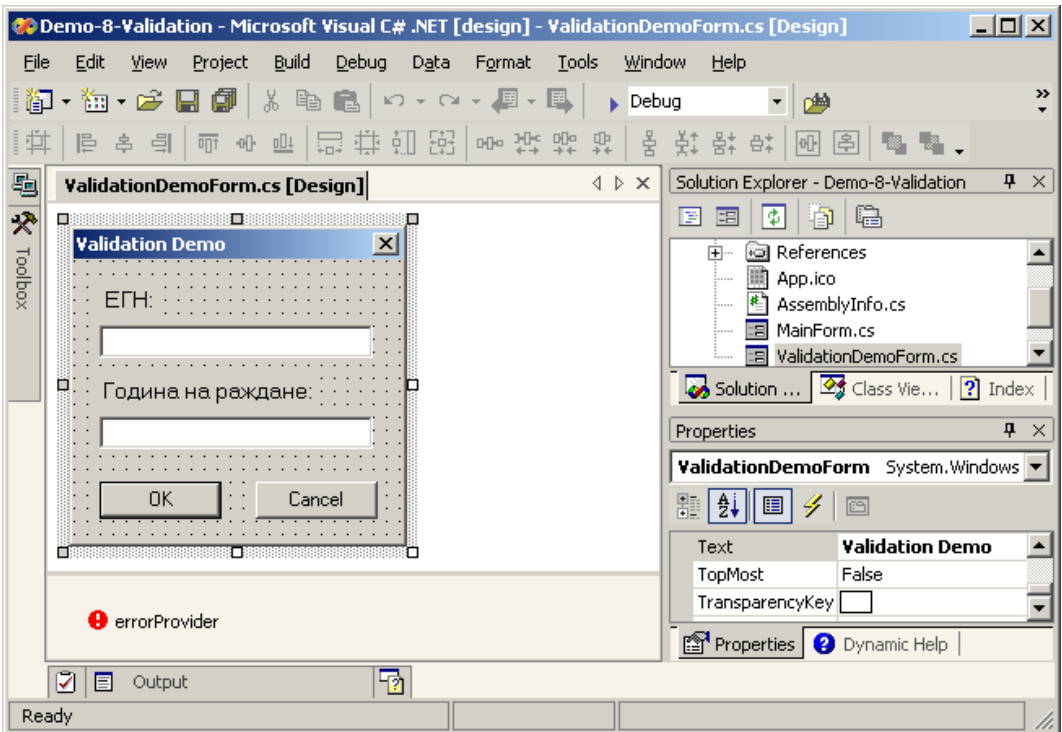 Demo-8-Validation - Microsoft Visual C# .NET [design] - ValidationDemoForm.cs [Design]
File Edit View Project Build Debug Data Format Tools Window Help
Debug
Toolbox
ValidationDemoForm.cs [Design]
Validation Demo
ЕГН:
Година на раждане:
OK Cancel
errorProvider
Solution Explorer - Demo-8-Validation
References
App.ico
AssemblyInfo.cs
MainForm.cs
ValidationDemoForm.cs
Solution ... Class Vie... Index
Properties
ValidationDemoForm System.Windows
Text Validation Demo
TopMost False
TransparencyKey
Properties Dynamic Help
Output
Ready